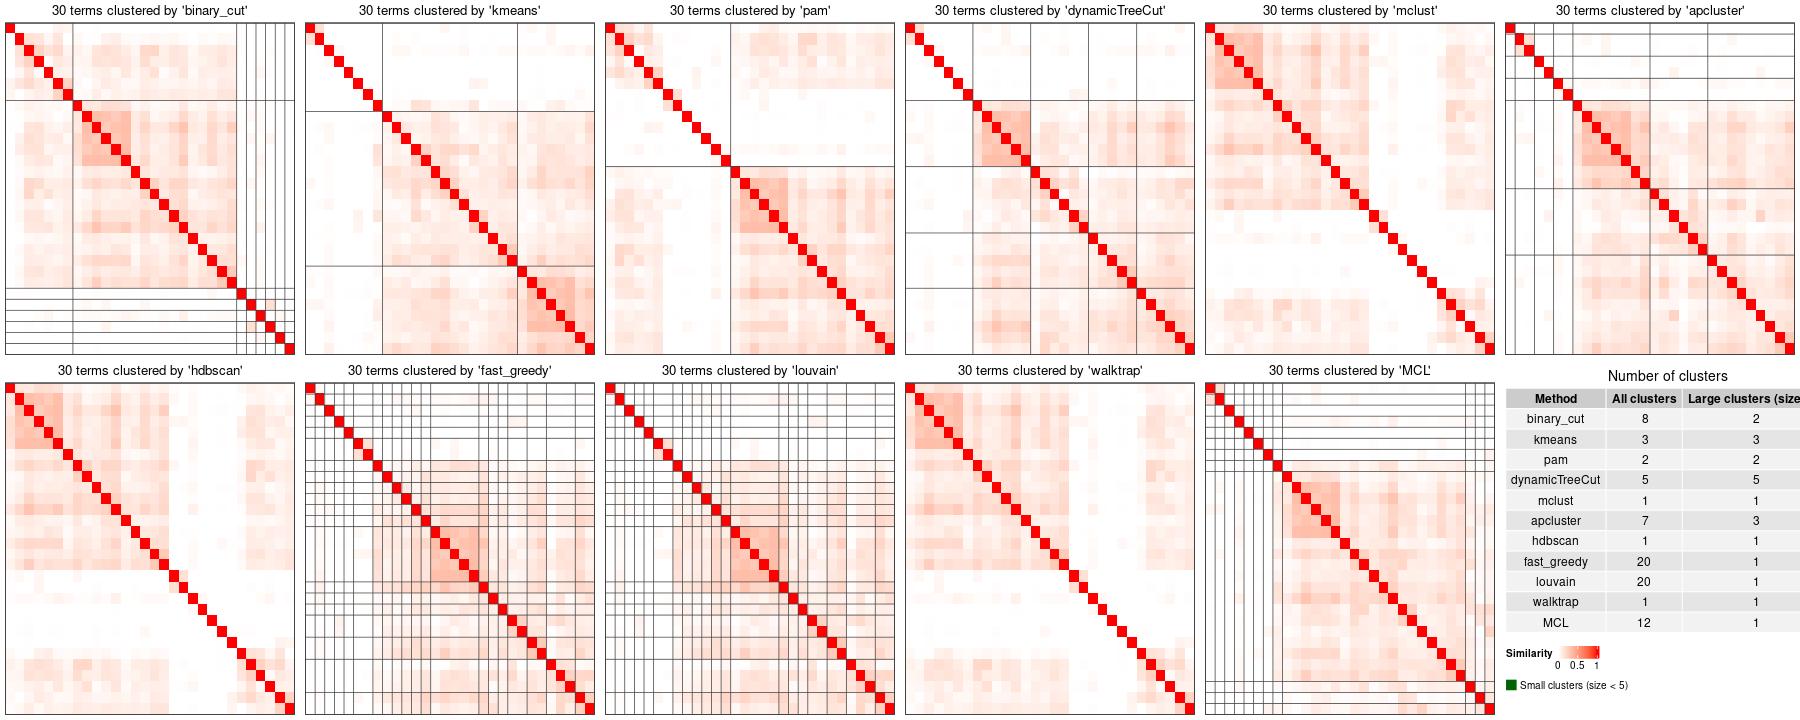 30 terms clustered by 'binary_cut'
30 terms clustered by 'kmeans'
30 terms clustered by 'pam'
30 terms clustered by 'dynamicTreeCut'
30 terms clustered by 'mclust'
30 terms clustered by 'apcluster'
30 terms clustered by 'hdbscan'
30 terms clustered by 'fast_greedy'
30 terms clustered by 'louvain'
30 terms clustered by 'walktrap'
30 terms clustered by 'MCL'
Number of clusters
Method All clusters Large clusters (size
binary_cut 8 2
kmeans 3 3
pam 2 2
dynamicTreeCut 5 5
mclust 1 1
apcluster 7 3
hdbscan 1 1
fast_greedy 20 1
louvain 20 1
walktrap 1 1
MCL 12 1
Similarity
0 0.5 1
Small clusters (size < 5)